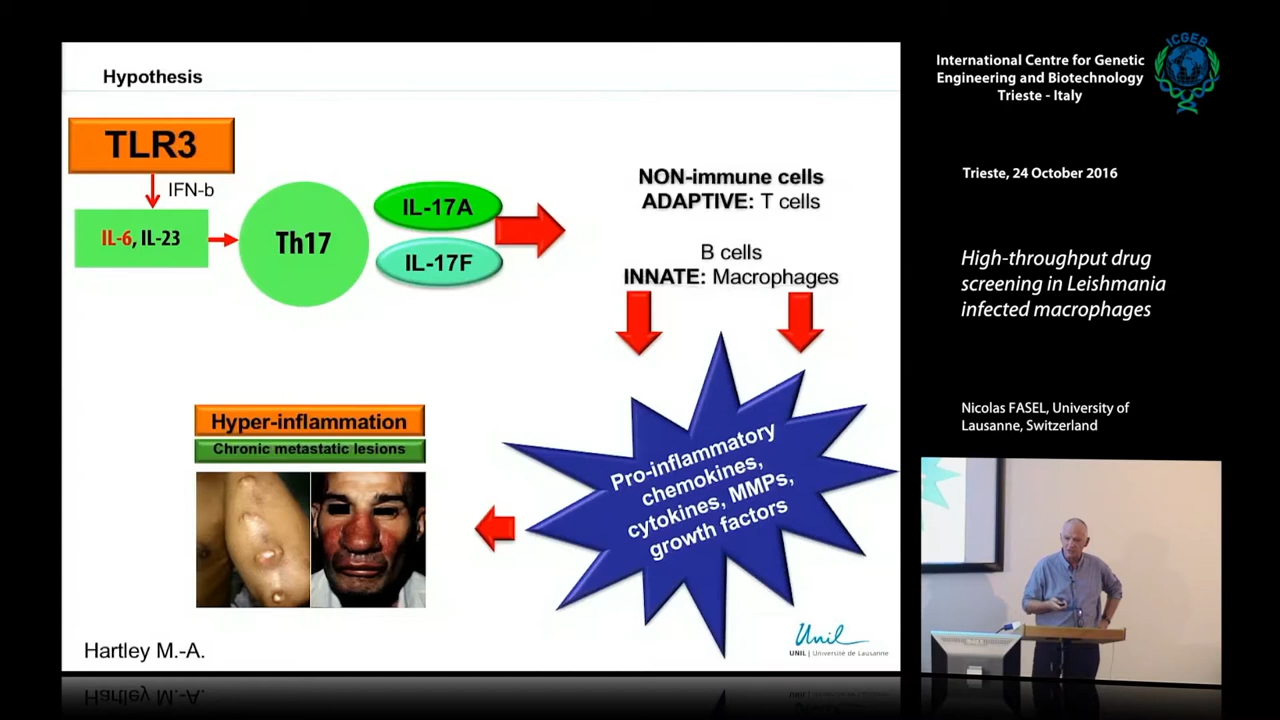 Hypothesis
TLR3
IFN-b
IL-6, IL-23
Th17
IL-17A
IL-17F
NON-immune cells
ADAPTIVE: T cells
B cells
INNATE: Macrophages
Pro-inflammatory
chemokines,
cytokines, MMPs,
growth factors
Hyper-inflammation
Chronic metastatic lesions
Hartley M.-A.
Unil
UNIL | Université de Lausanne
International Centre for Genetic
Engineering and Biotechnology
Trieste - Italy
ICGEB
Trieste, 24 October 2016
High-throughput drug
screening in Leishmania
infected macrophages
Nicolas FASEL, University of
Lausanne, Switzerland